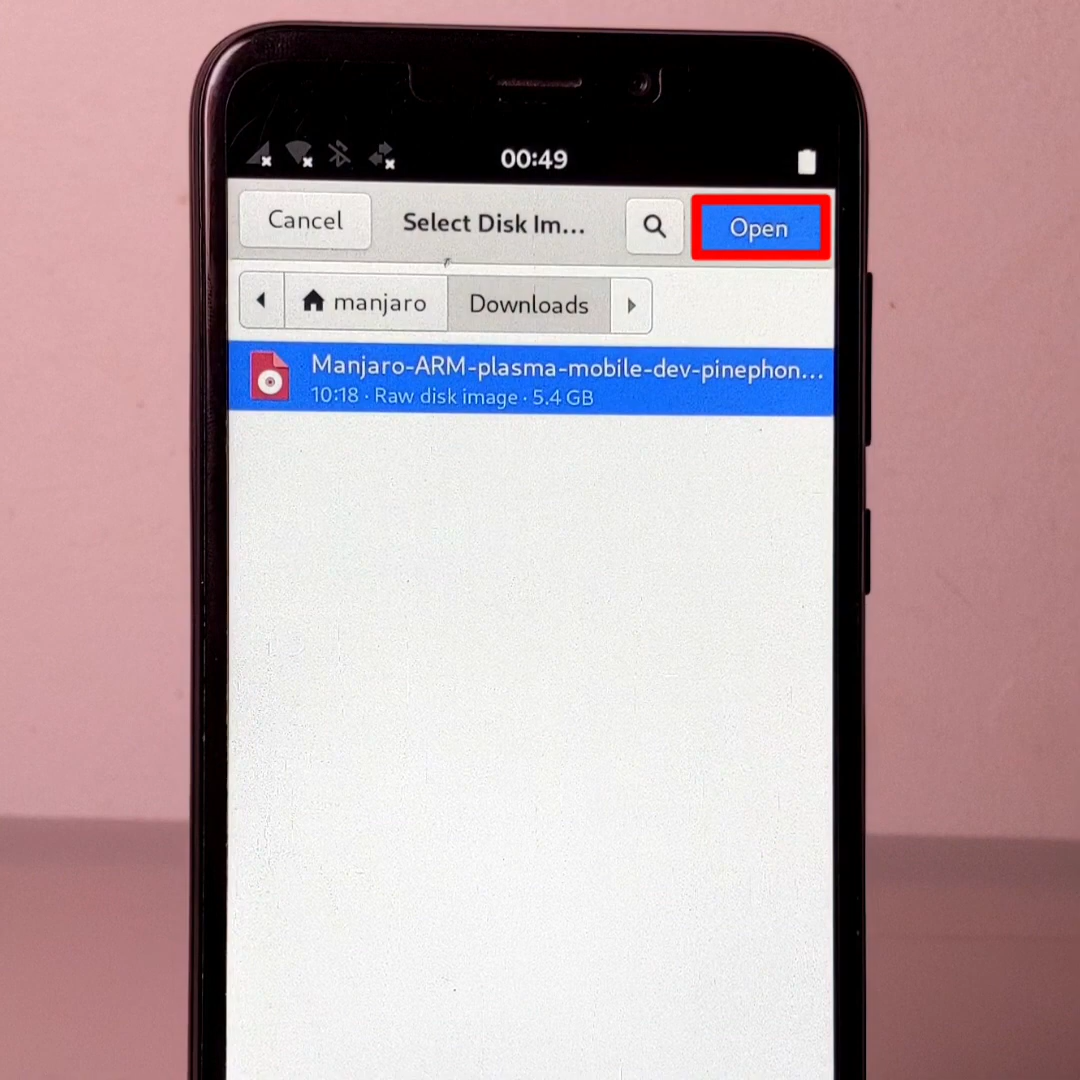 00:49
Cancel Select Disk Im... Open
manjaro Downloads
Manjaro-ARM-plasma-mobile-dev-pinephon...
10:18 · Raw disk image · 5.4 GB